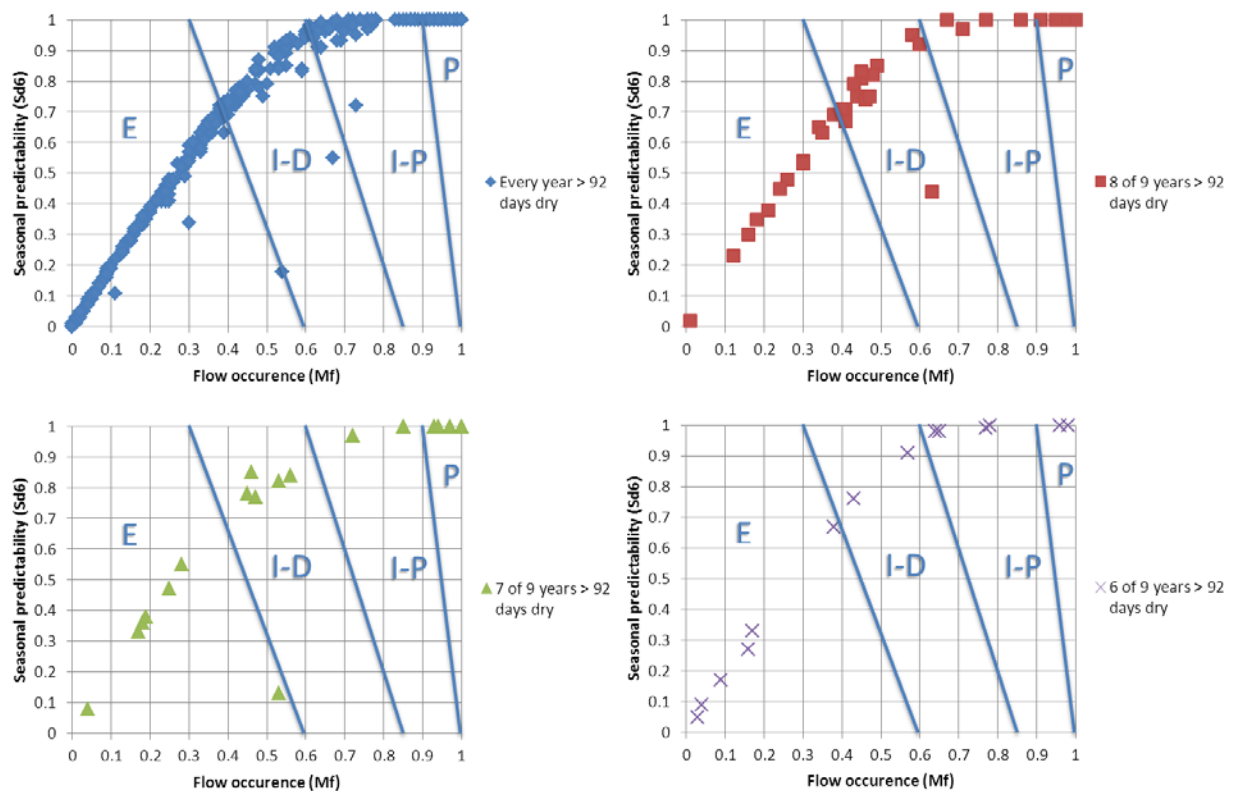 Seasonal predictability (Sd6)
1
0.9
0.8
0.7
0.6
0.5
0.4
0.3
0.2
0.1
0
E
I-D
I-P
P
0 0.1 0.2 0.3 0.4 0.5 0.6 0.7 0.8 0.9 1
Flow occurence (Mf)
Every year > 92
days dry
Seasonal predictability (Sd6)
1
0.9
0.8
0.7
0.6
0.5
0.4
0.3
0.2
0.1
0
E
I-D
I-P
P
0 0.1 0.2 0.3 0.4 0.5 0.6 0.7 0.8 0.9 1
Flow occurence (Mf)
8 of 9 years > 92
days dry
Seasonal predictability (Sd6)
1
0.9
0.8
0.7
0.6
0.5
0.4
0.3
0.2
0.1
0
E
I-D
I-P
P
0 0.1 0.2 0.3 0.4 0.5 0.6 0.7 0.8 0.9 1
Flow occurence (Mf)
7 of 9 years > 92
days dry
Seasonal predictability (Sd6)
1
0.9
0.8
0.7
0.6
0.5
0.4
0.3
0.2
0.1
0
E
I-D
I-P
P
0 0.1 0.2 0.3 0.4 0.5 0.6 0.7 0.8 0.9 1
Flow occurence (Mf)
6 of 9 years > 92
days dry